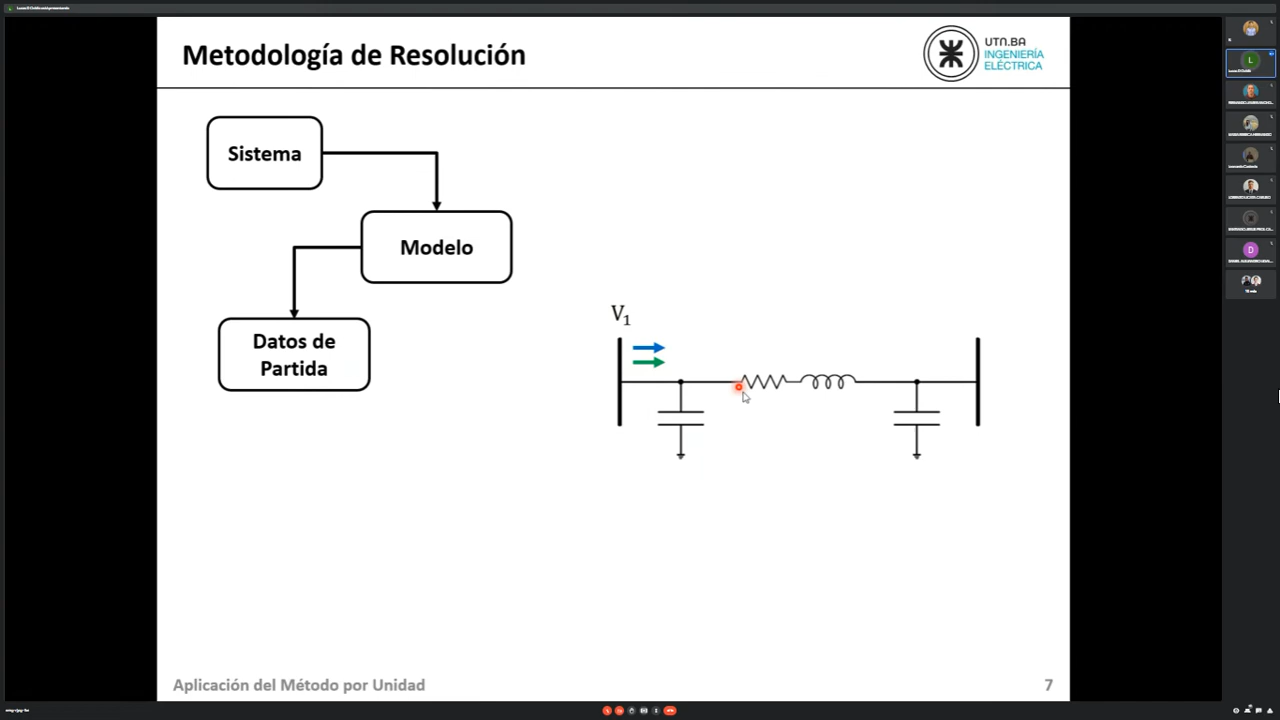 Metodología de Resolución
UTN.BA
INGENIERÍA
ELÉCTRICA
Sistema
Modelo
Datos de
Partida
V₁
Aplicación del Método por Unidad
7